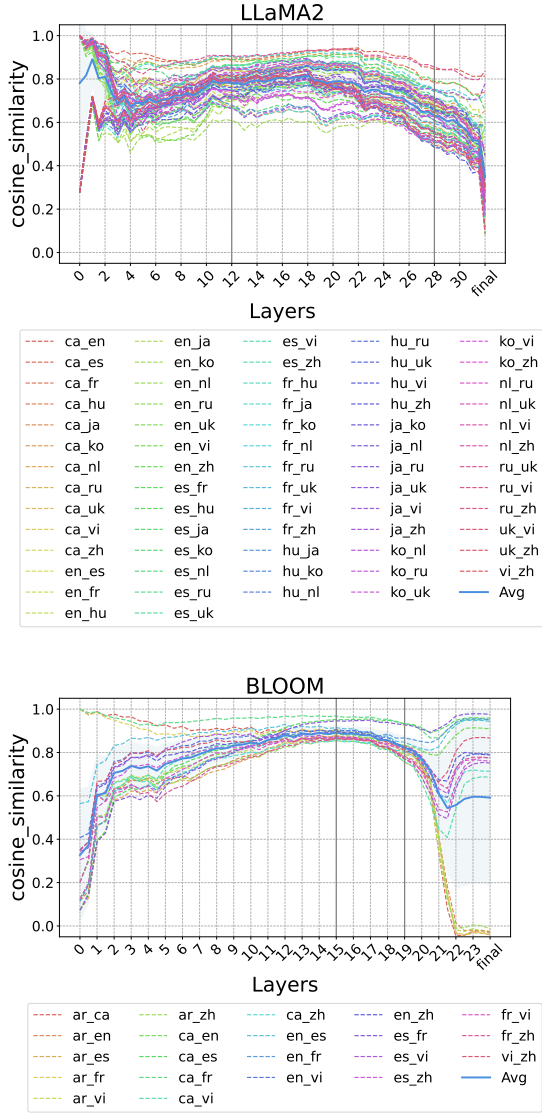 LLaMA2
1.0
0.8
0.6
0.4
0.2
0.0
cosine_similarity
0 2 4 6 8 10 12 14 16 18 20 22 24 26 28 30 final
Layers
ca_en en_ja es_vi hu_ru ko_vi
ca_es en_ko es_zh hu_uk ko_zh
ca_fr en_nl fr_hu hu_vi nl_ru
ca_hu en_ru fr_ja hu_zh nl_uk
ca_ja en_uk fr_ko ja_ko nl_vi
ca_ko en_vi fr_nl ja_nl nl_zh
ca_nl en_zh fr_ru ja_ru ru_uk
ca_ru es_fr fr_uk ja_uk ru_vi
ca_uk es_hu fr_vi ja_vi ru_zh
ca_vi es_ja fr_zh ja_zh uk_vi
ca_zh es_ko hu_ja ko_nl uk_zh
en_es es_nl hu_ko ko_ru vi_zh
en_fr es_ru hu_nl ko_uk Avg
en_hu es_uk
BLOOM
1.0
0.8
0.6
0.4
0.2
0.0
cosine_similarity
0 1 2 3 4 5 6 7 8 9 10 11 12 13 14 15 16 17 18 19 20 21 22 23 final
Layers
ar_ca ar_zh ca_zh en_zh fr_vi
ar_en ca_en en_es es_fr fr_zh
ar_es ca_es en_fr es_vi vi_zh
ar_fr ca_fr en_vi es_zh Avg
ar_vi ca_vi